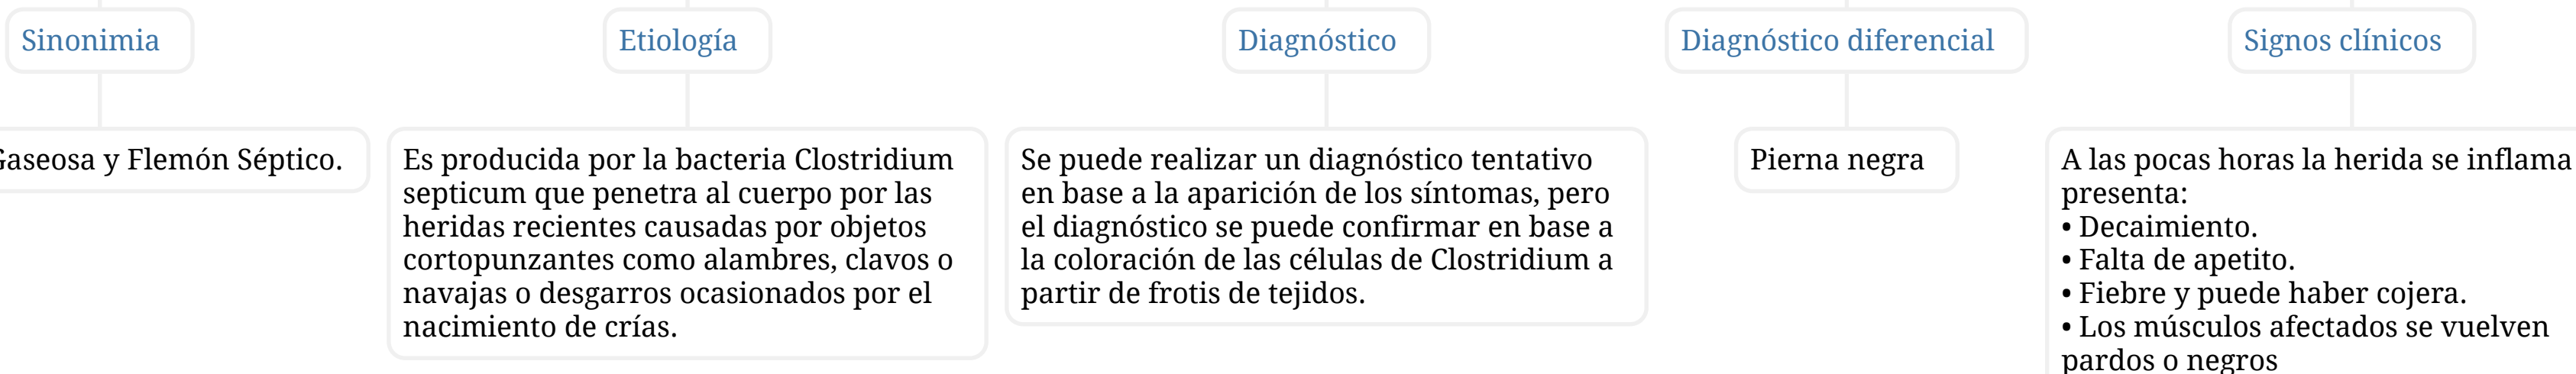 Sinonimia
Etiología
Diagnóstico
Diagnóstico diferencial
Signos clínicos
y Flemón Séptico.
Es producida por la bacteria Clostridium
septicum que penetra al cuerpo por las
heridas recientes causadas por objetos
cortopunzantes como alambres, clavos o
navajas o desgarros ocasionados por el
nacimiento de crías.
Se puede realizar un diagnóstico tentativo
en base a la aparición de los síntomas, pero
el diagnóstico se puede confirmar en base a
la coloración de las células de Clostridium a
partir de frotis de tejidos.
Pierna negra
A las pocas horas la herida se inflama
presenta:
• Decaimiento.
• Falta de apetito.
• Fiebre y puede haber cojera.
• Los músculos afectados se vuelven
pardos o negros